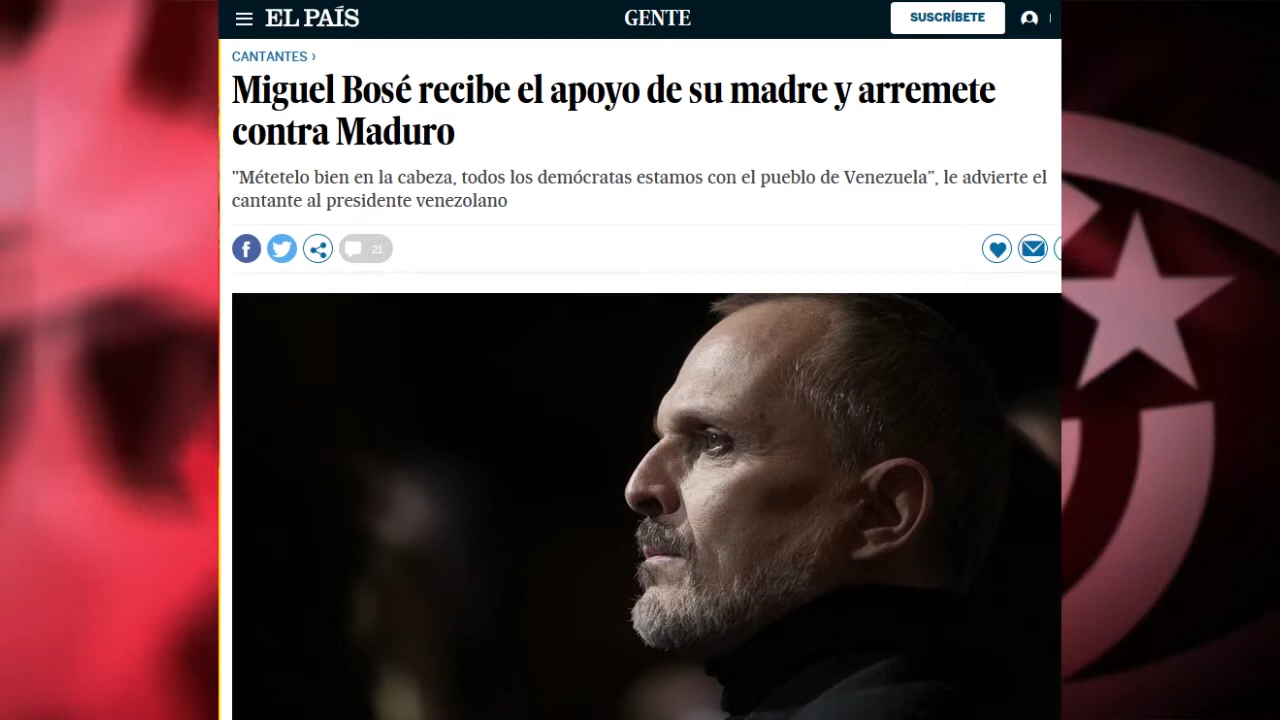 EL PAÍS
GENTE
SUSCRÍBETE
CANTANTES ›
Miguel Bosé recibe el apoyo de su madre y arremete
contra Maduro
"Métetelo bien en la cabeza, todos los demócratas estamos con el pueblo de Venezuela”, le advierte el
cantante al presidente venezolano
21